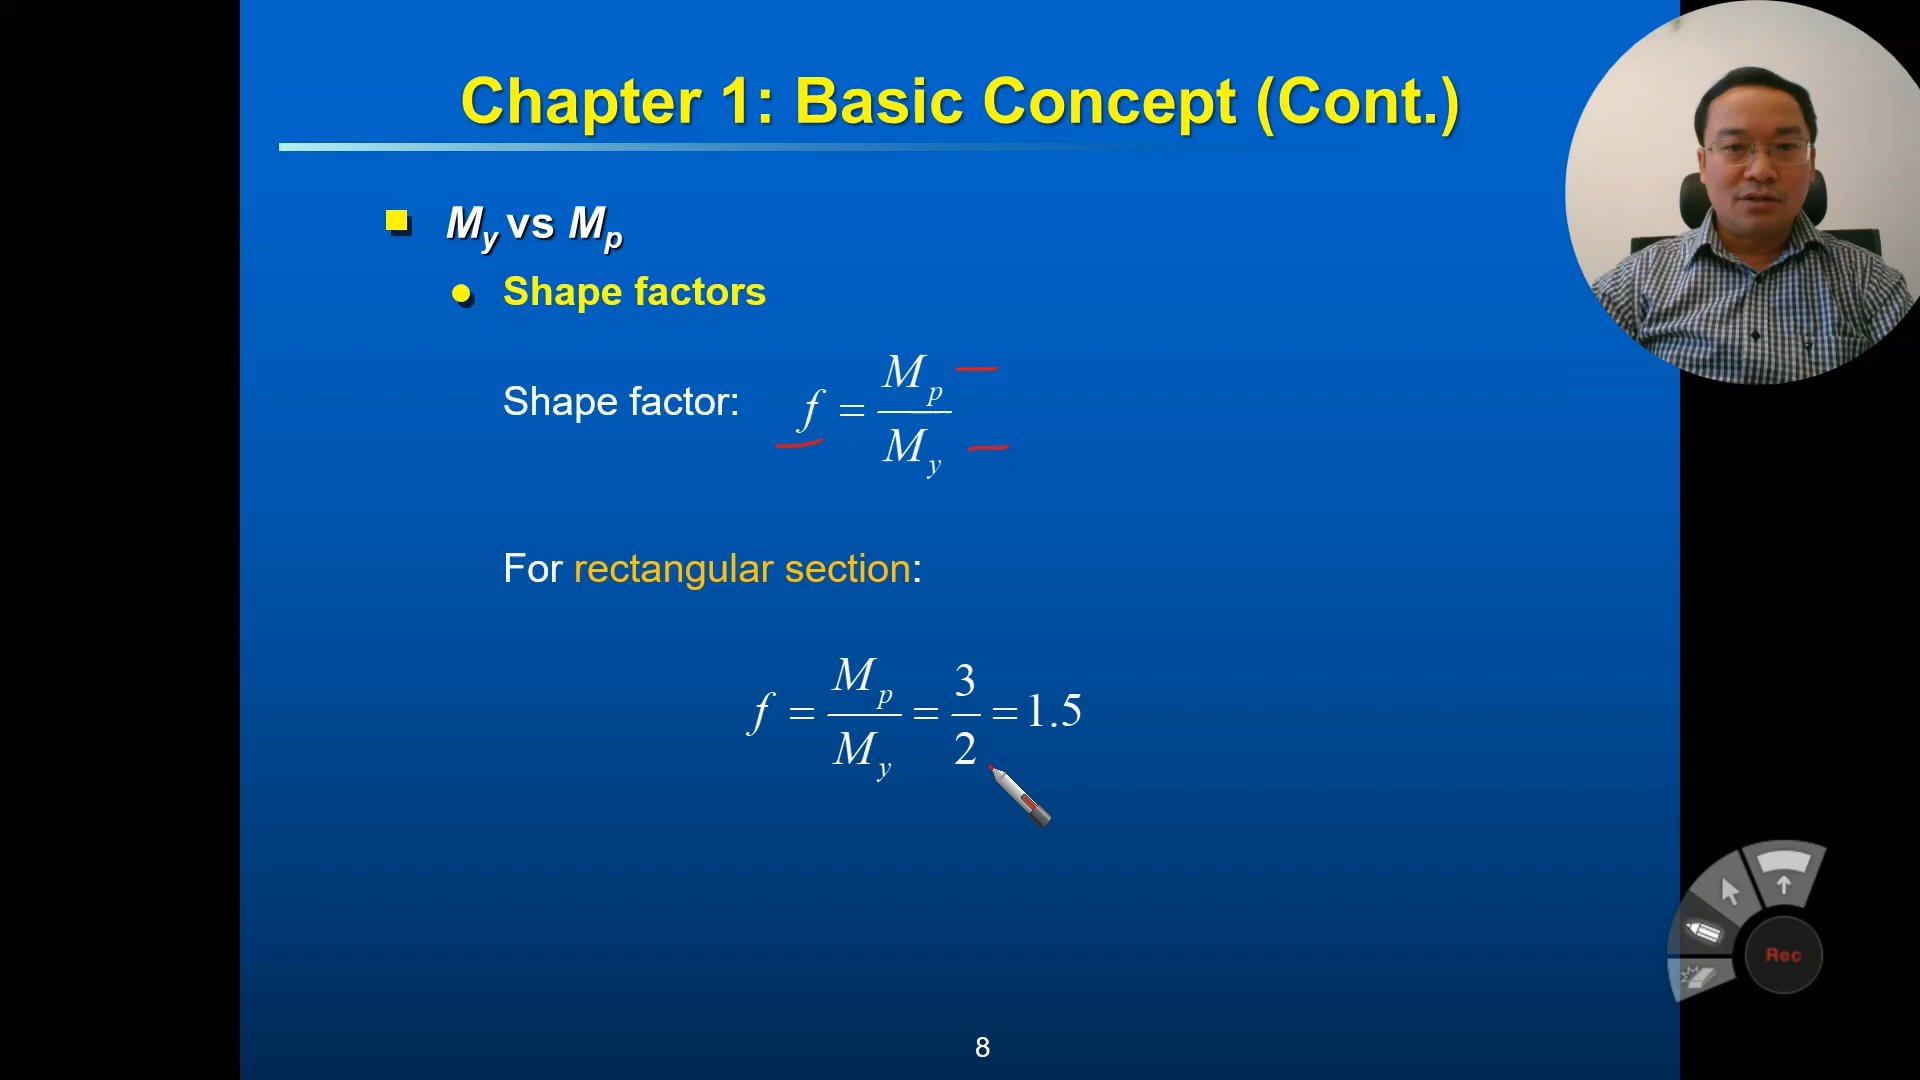 Chapter 1: Basic Concept (Cont.)
My vs Mp
Shape factors
Shape factor: f = Mp / My
For rectangular section:
f = Mp / My = 3 / 2 = 1.5
Rec
8